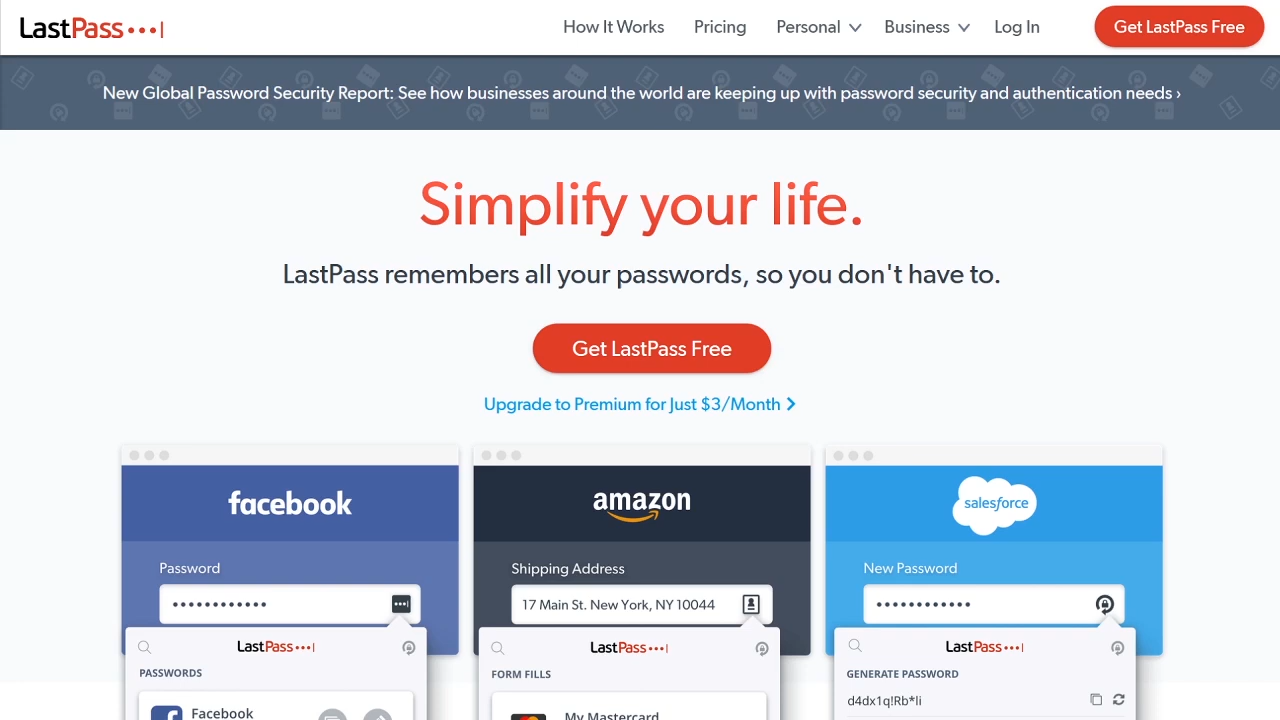 LastPass
How It Works
Pricing
Personal
Business
Log In
Get LastPass Free
New Global Password Security Report: See how businesses around the world are keeping up with password security and authentication needs ›
Simplify your life.
LastPass remembers all your passwords, so you don't have to.
Get LastPass Free
Upgrade to Premium for Just $3/Month
facebook
Password
LastPass
PASSWORDS
Facebook
amazon
Shipping Address
17 Main St. New York, NY 10044
LastPass
FORM FILLS
My Mastercard
salesforce
New Password
LastPass
GENERATE PASSWORD
d4dx1q!Rb*li